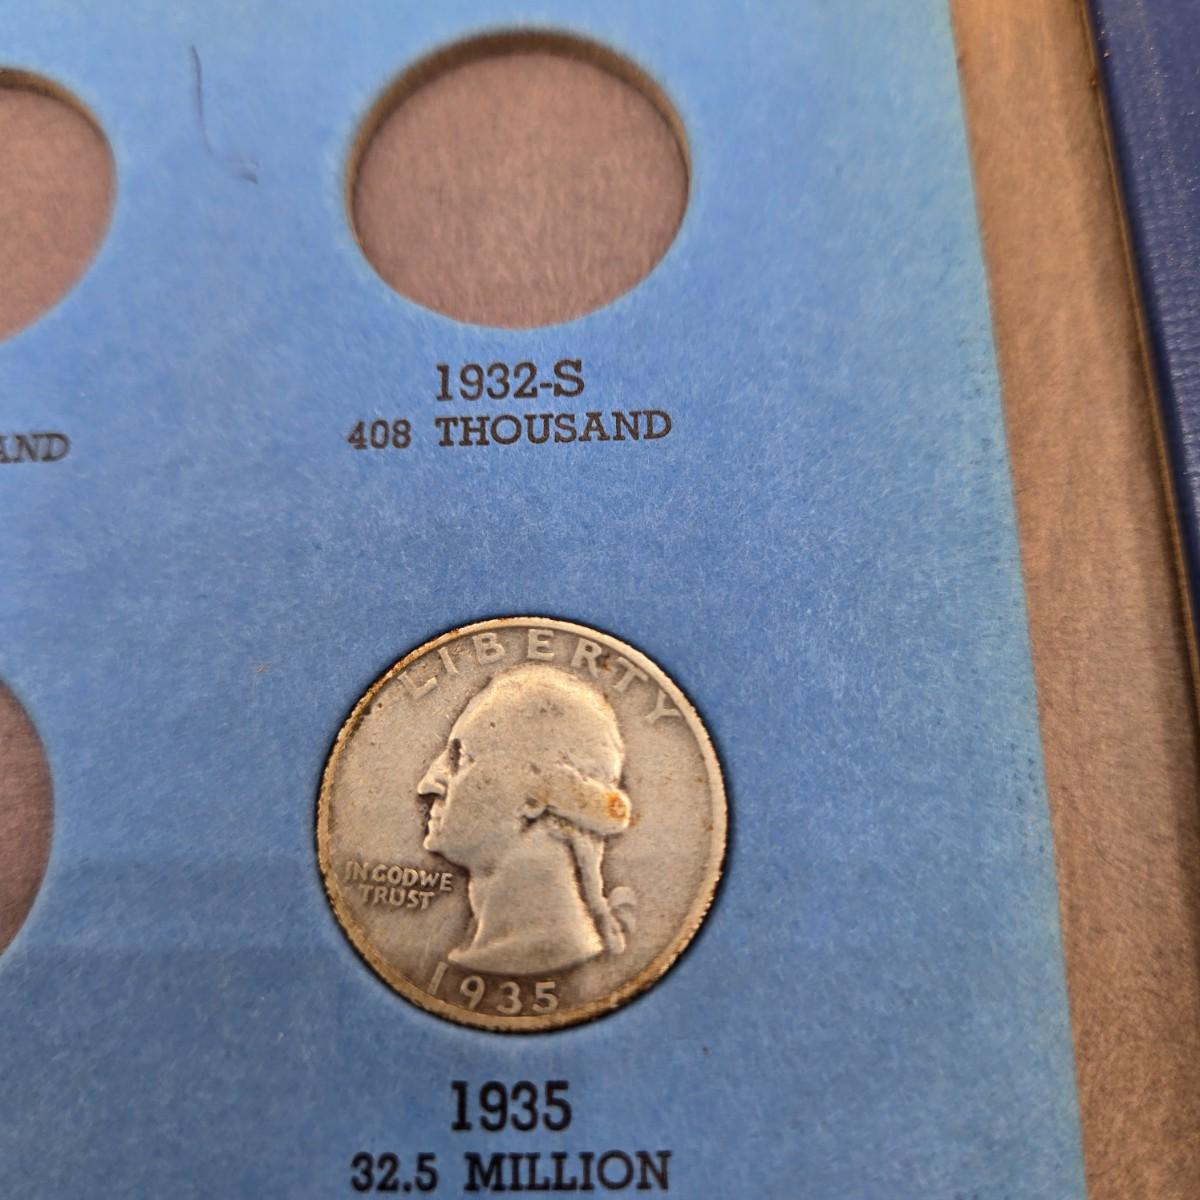 1932-S
408 THOUSAND
AND
LIBERTY
IN GOD WE
TRUST
1935
1935
32.5 MILLION